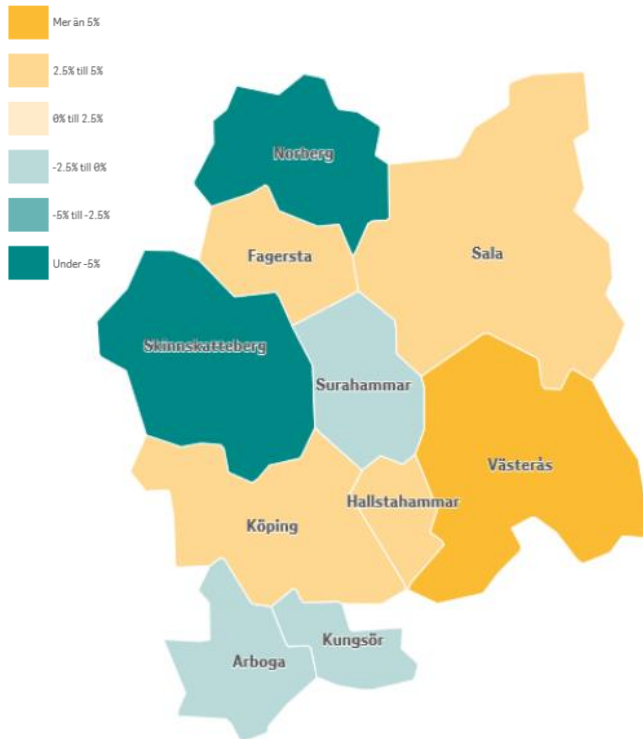 Mer än 5%
2.5% till 5%
0% till 2.5%
-2.5% till 0%
-5% till -2.5%
Under -5%
Norberg
Fagersta
Sala
Skinnskatteberg
Surahammar
Västerås
Hallstahammar
Köping
Kungsör
Arboga